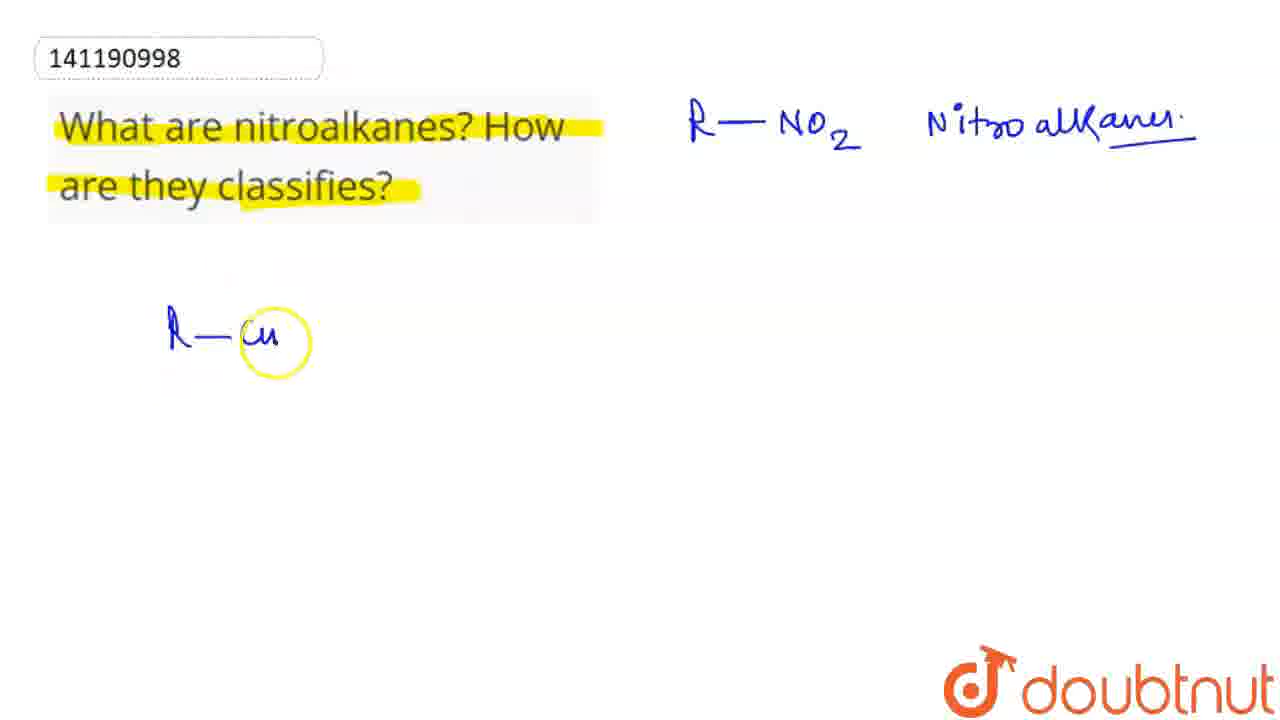 141190998
What are nitroalkanes? How
are they classifies?
R — NO2 Nitroalkanes.
R —
doubtnut